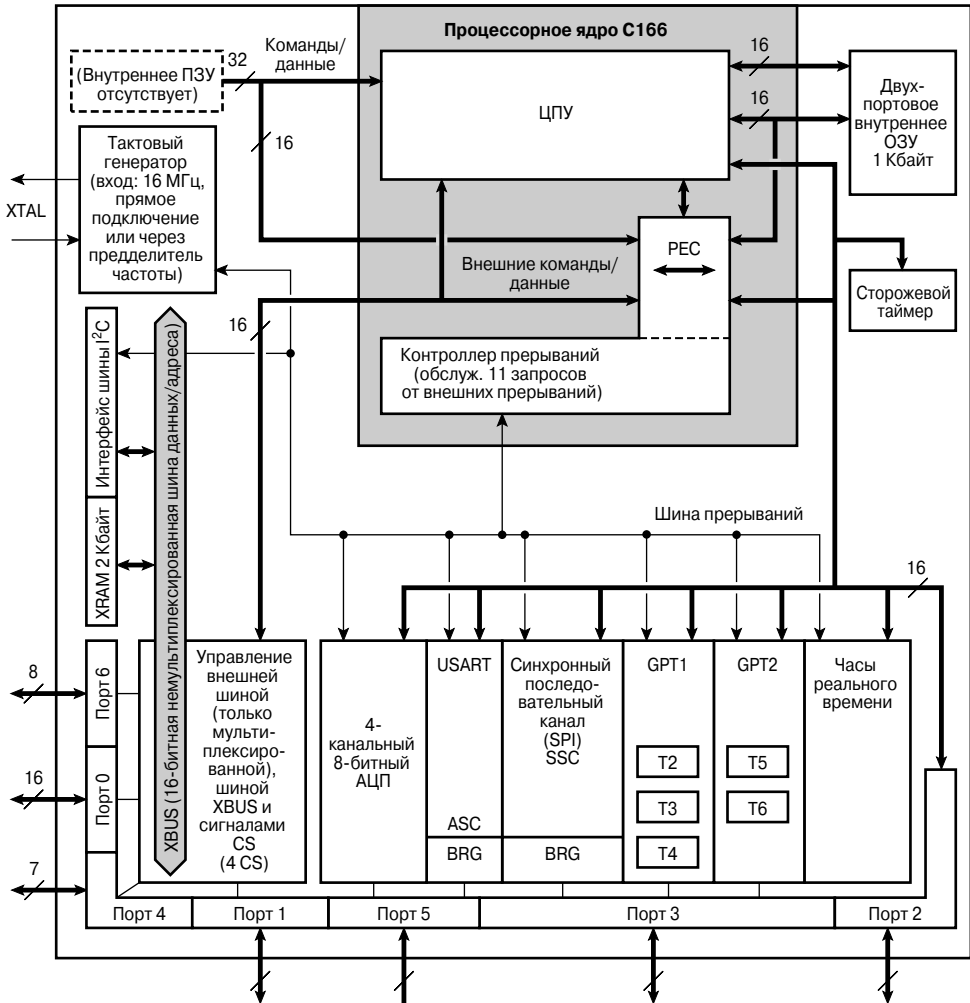 Процессорное ядро C166
(Внутреннее ПЗУ
отсутствует)
32
Команды/
данные
16
ЦПУ
16
16
Двух-
портовое
внутреннее
ОЗУ
1 Кбайт
Тактовый
генератор
(вход: 16 МГц,
прямое
подключение
или через
предделитель
частоты)
XTAL
PEC
Внешние команды/
данные
Сторожевой
таймер
16
Контроллер прерываний
(обслуж. 11 запросов
от внешних прерываний)
Интерфейс шины I²C
XRAM 2 Кбайт
XBUS (16-битная немультиплексированная шина данных/адреса)
Шина прерываний
16
8
Порт 6
16
Порт 0
7
Управление
внешней
шиной
(только
мульти-
плексиро-
ванной),
шиной
XBUS и
сигналами
CS
(4 CS)
4-
канальный
8-битный
АЦП
USART
ASC
BRG
Синхронный
последо-
вательный
канал
(SPI)
SSC
BRG
GPT1
T2
T3
T4
GPT2
T5
T6
Часы
реального
времени
Порт 4
Порт 1
Порт 5
Порт 3
Порт 2